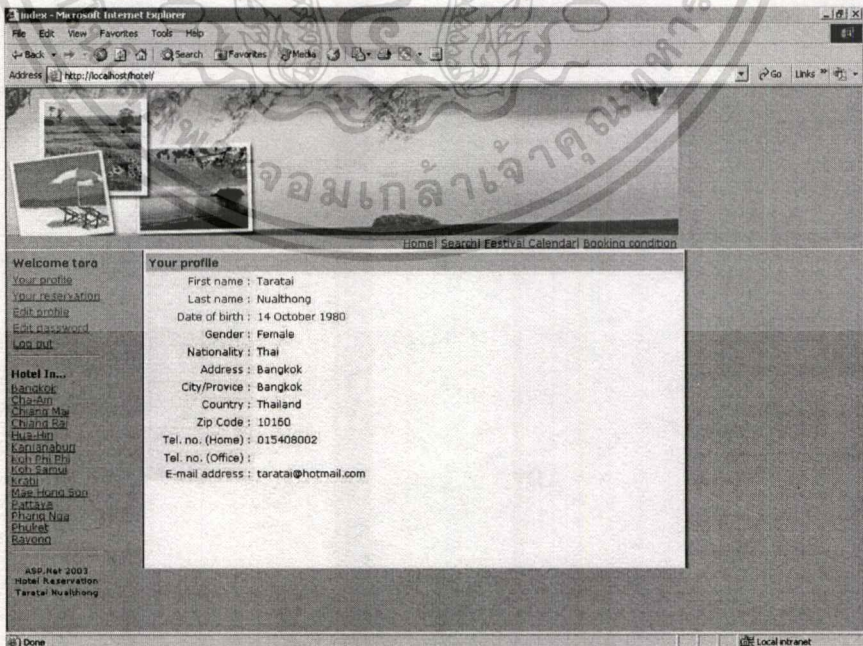 index - Microsoft Internet Explorer
File Edit View Favorites Tools Help
Back Search Favorites Media
Address http://localhost/hotel/ Go Links »
จอมเกล้าเจ้าคุณทหาร
Home| Search| Festival Calendar| Booking condition
Welcome tara
Your profile
Your reservation
Edit profile
Edit password
Log out
Hotel In...
Bangkok
Cha-Am
Chiang Mai
Chiang Rai
Hua-Hin
Kanjanaburi
Koh Phi Phi
Koh Samui
Krabi
Mae Hong Son
Pattaya
Phang Nga
Phuket
Rayong
ASP.Net 2003
Hotel Reservation
Taratai Nualthong
Your profile
First name : Taratai
Last name : Nualthong
Date of birth : 14 October 1980
Gender : Female
Nationality : Thai
Address : Bangkok
City/Provice : Bangkok
Country : Thailand
Zip Code : 10160
Tel. no. (Home) : 015408002
Tel. no. (Office) :
E-mail address : taratai@hotmail.com
Done Local intranet